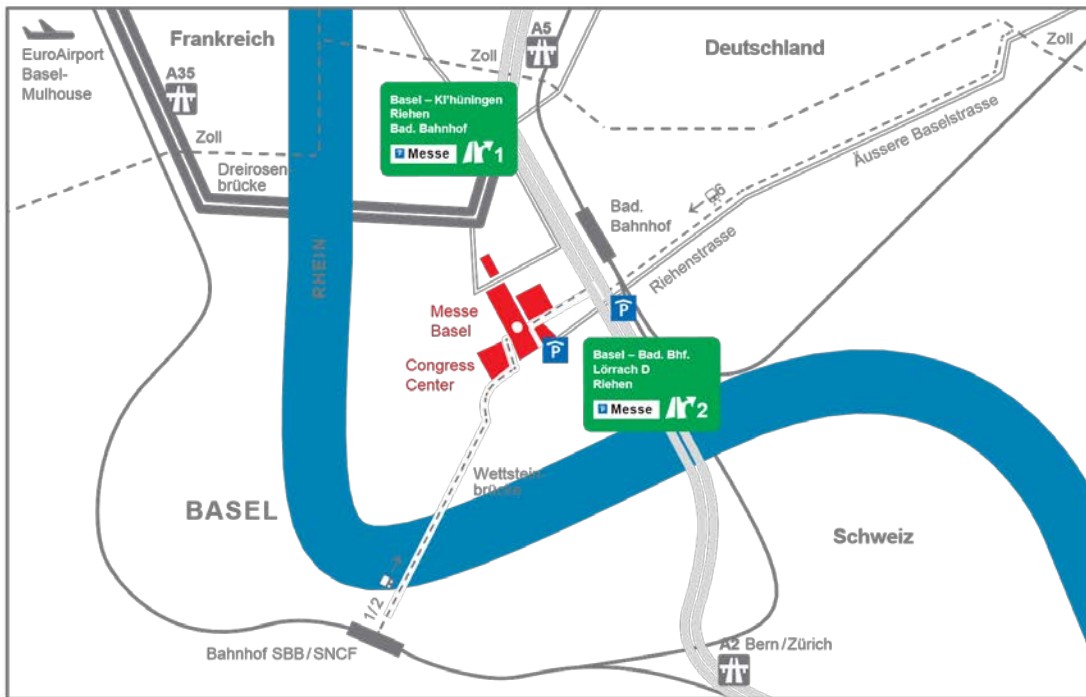 Frankreich
A5
Deutschland
EuroAirport
Basel-
Mulhouse
Zoll
Zoll
A35
Basel – Kl'hüningen
Riehen
Bad. Bahnhof
P Messe 1
Zoll
Dreirosen-
brücke
Äussere Baselstrasse
6
Bad.
Bahnhof
Riehenstrasse
RHEIN
Messe
Basel
P
P
Congress
Center
Basel – Bad. Bhf.
Lörrach D
Riehen
P Messe 2
Wettstein-
brücke
BASEL
Schweiz
1/2
Bahnhof SBB/SNCF
A2 Bern/Zürich